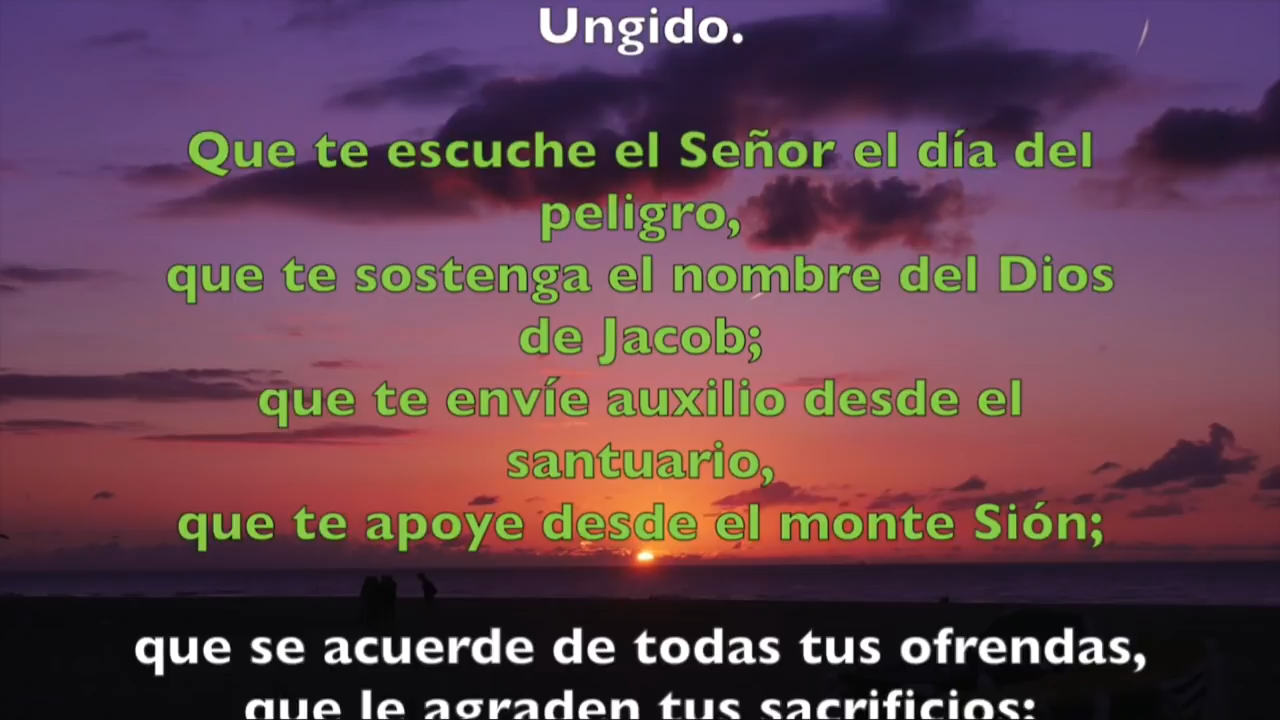 Ungido.
Que te escuche el Señor el día del
peligro,
que te sostenga el nombre del Dios
de Jacob;
que te envíe auxilio desde el
santuario,
que te apoye desde el monte Sión;
que se acuerde de todas tus ofrendas,
que le agraden tus sacrificios;